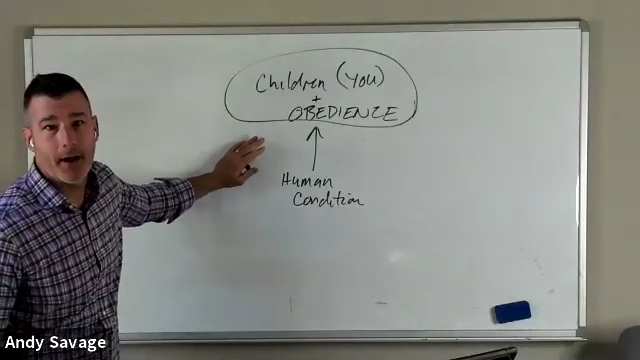 Children (YOU)
+
OBEDIENCE
Human
Condition
Andy Savage